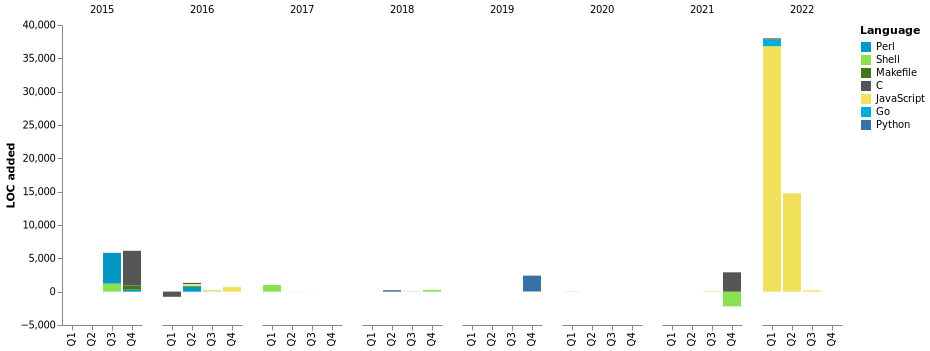 2015 2016 2017 2018 2019 2020 2021 2022
LOC added
40,000
35,000
30,000
25,000
20,000
15,000
10,000
5,000
0
−5,000
Q1 Q2 Q3 Q4 Q1 Q2 Q3 Q4 Q1 Q2 Q3 Q4 Q1 Q2 Q3 Q4 Q1 Q2 Q3 Q4 Q1 Q2 Q3 Q4 Q1 Q2 Q3 Q4 Q1 Q2 Q3 Q4
Language
Perl
Shell
Makefile
C
JavaScript
Go
Python